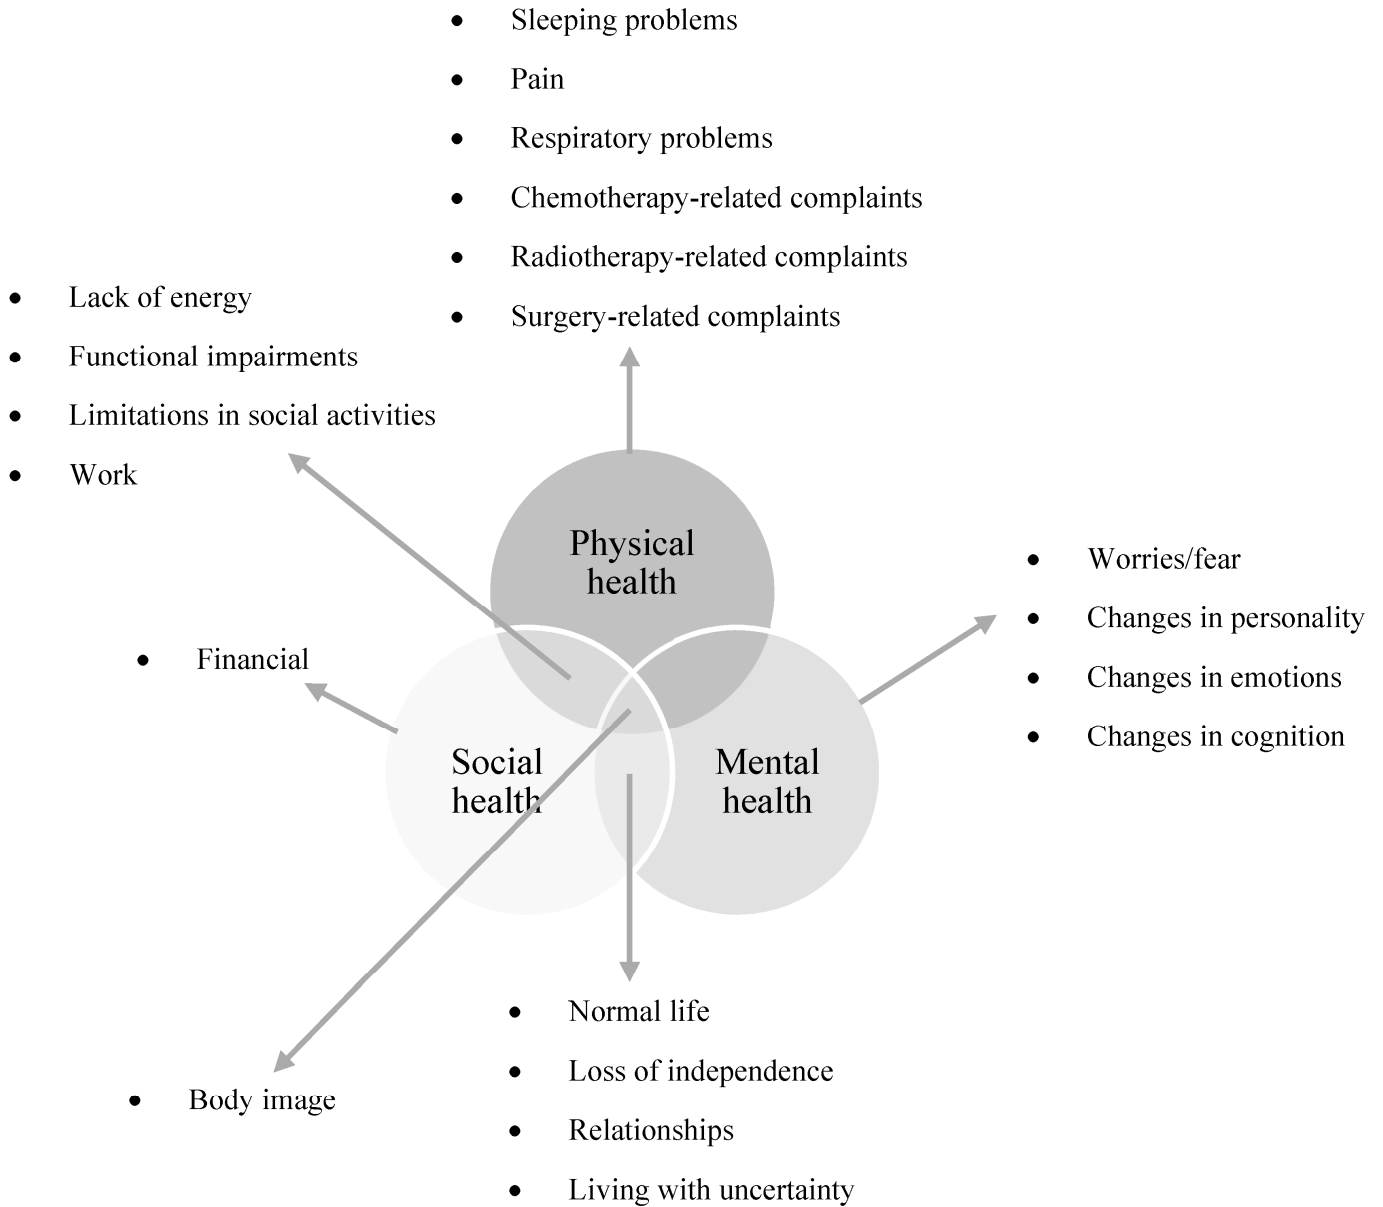 • Sleeping problems
• Pain
• Respiratory problems
• Chemotherapy-related complaints
• Radiotherapy-related complaints
• Surgery-related complaints
• Lack of energy
• Functional impairments
• Limitations in social activities
• Work
Physical
health
• Worries/fear
• Changes in personality
• Changes in emotions
• Changes in cognition
• Financial
Social
health
Mental
health
• Normal life
• Loss of independence
• Relationships
• Living with uncertainty
• Body image